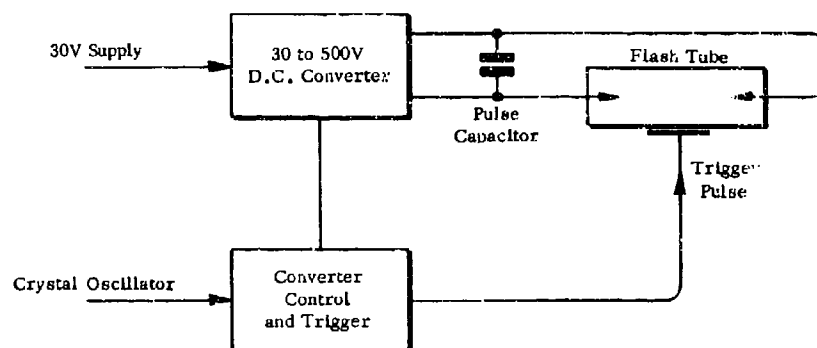 30V Supply
30 to 500V
D.C. Converter
Flash Tube
Pulse
Capacitor
Trigger
Pulse
Crystal Oscillator
Converter
Control
and Trigger